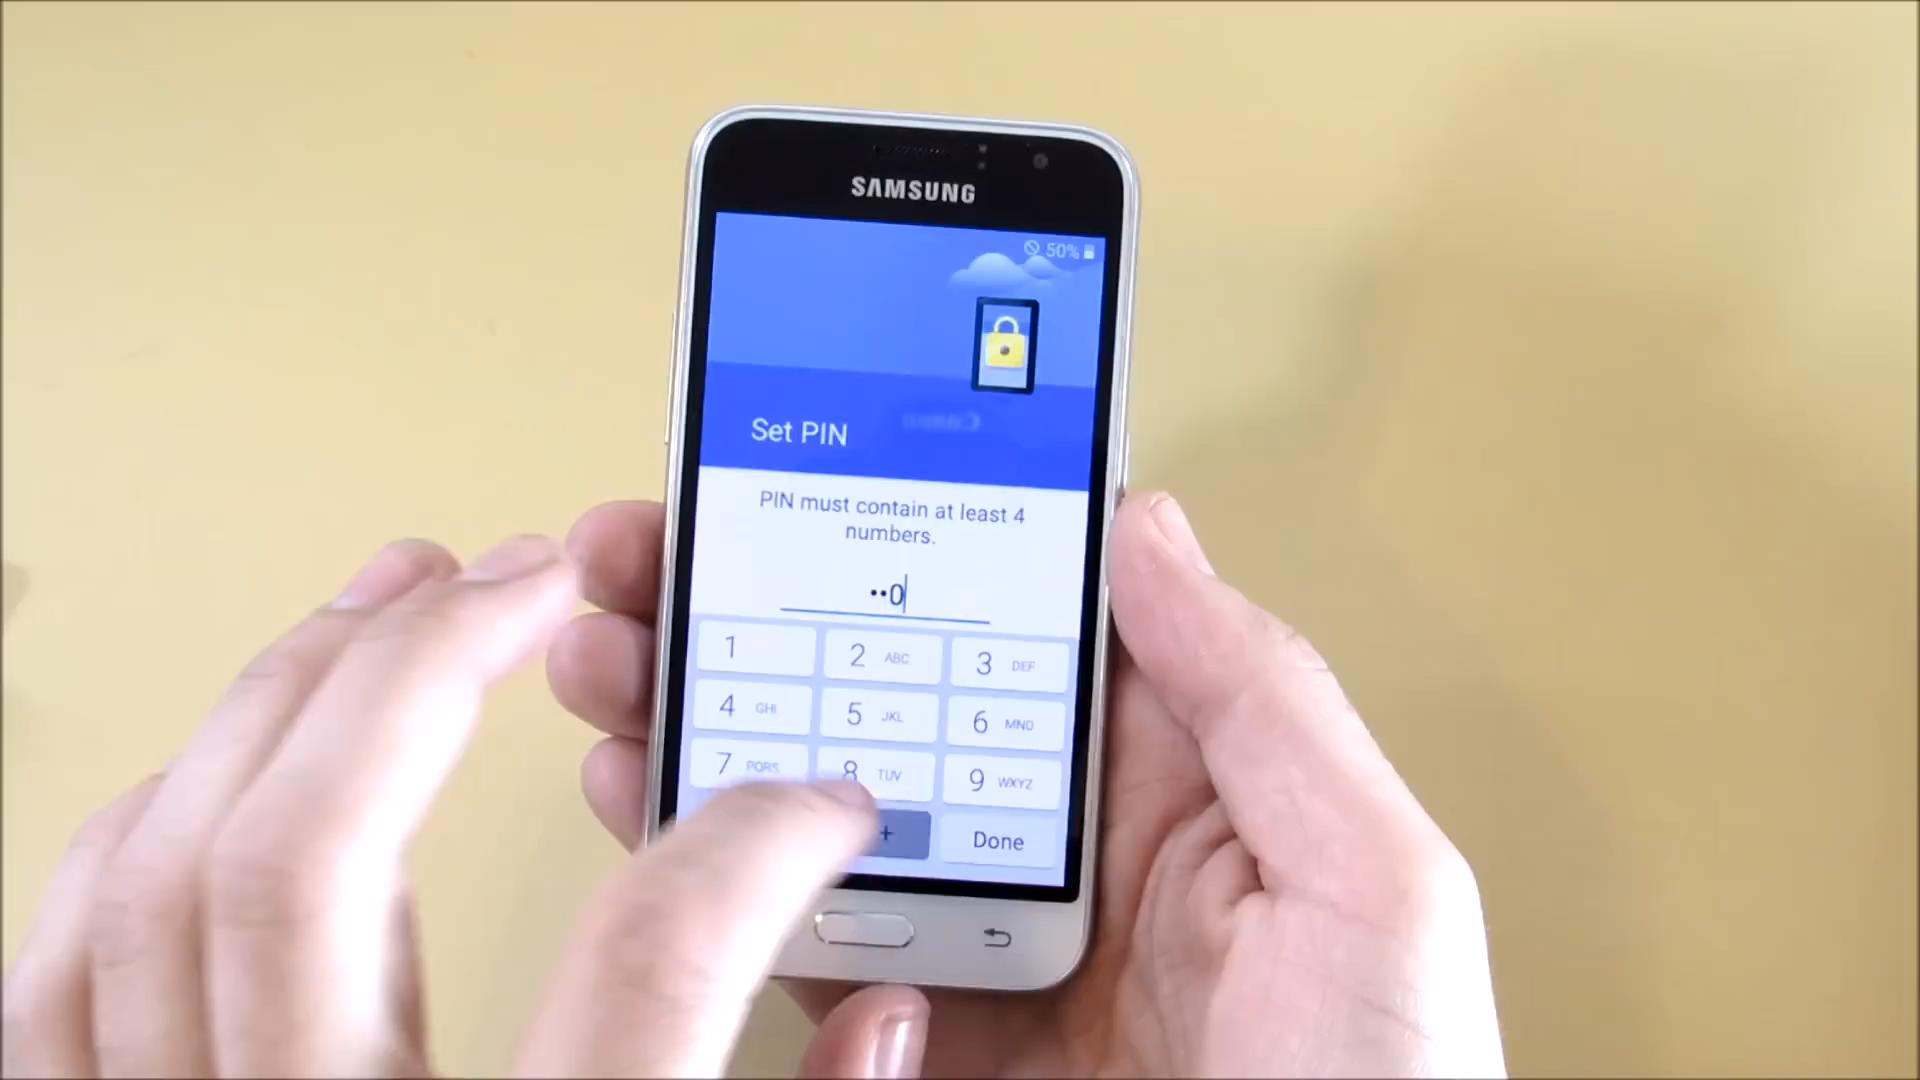 SAMSUNG
50%
Set PIN
PIN must contain at least 4
numbers.
••0
1
2 ABC
3 DEF
4 GHI
5 JKL
6 MNO
7 PQRS
8 TUV
9 WXYZ
+
Done